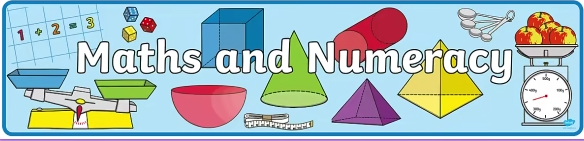 1 + 2 = 3
Maths and Numeracy